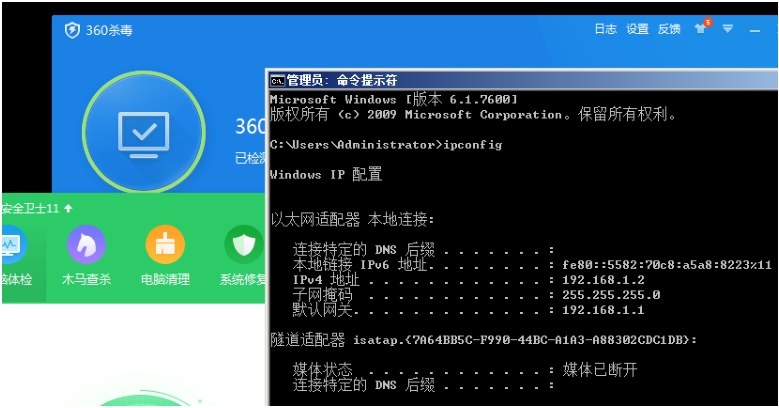 360杀毒
日志 设置 反馈
5
360
已检测
安全卫士11
脑体检 木马查杀 电脑清理 系统修复
管理员: 命令提示符
Microsoft Windows [版本 6.1.7600]
版权所有 (c) 2009 Microsoft Corporation。保留所有权利。
C:\Users\Administrator>ipconfig
Windows IP 配置
以太网适配器 本地连接:
连接特定的 DNS 后缀 . . . . . . . :
本地链接 IPv6 地址. . . . . . . . : fe80::5582:70c8:a5a8:8223%11
IPv4 地址 . . . . . . . . . . . . : 192.168.1.2
子网掩码 . . . . . . . . . . . . : 255.255.255.0
默认网关. . . . . . . . . . . . . : 192.168.1.1
隧道适配器 isatap.{7A64BB5C-F990-44BC-A1A3-A88302CDC1DB}:
媒体状态 . . . . . . . . . . . . : 媒体已断开
连接特定的 DNS 后缀 . . . . . . . :